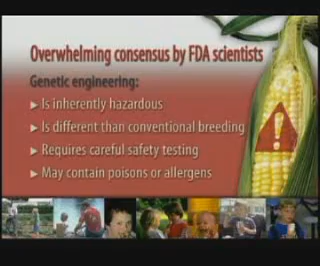 Overwhelming consensus by FDA scientists
Genetic engineering:
▶ Is inherently hazardous
▶ Is different than conventional breeding
▶ Requires careful safety testing
▶ May contain poisons or allergens
!